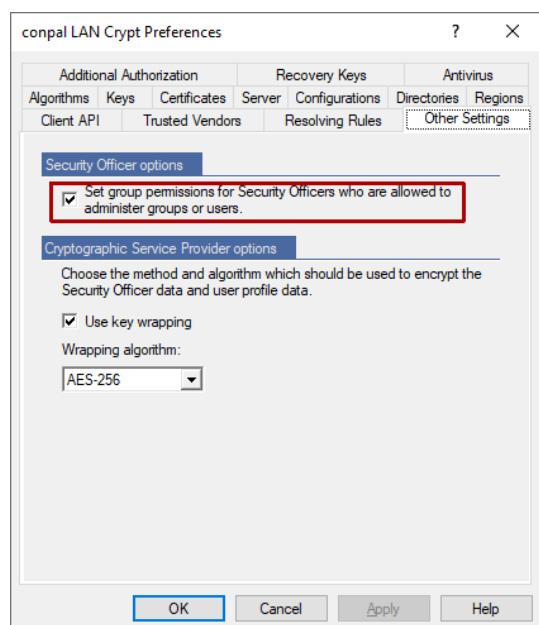 conpal LAN Crypt Preferences
? ×
Additional Authorization Recovery Keys Antivirus
Algorithms Keys Certificates Server Configurations Directories Regions
Client API Trusted Vendors Resolving Rules Other Settings
Security Officer options
Set group permissions for Security Officers who are allowed to
administer groups or users.
Cryptographic Service Provider options
Choose the method and algorithm which should be used to encrypt the
Security Officer data and user profile data.
Use key wrapping
Wrapping algorithm:
AES-256
OK Cancel Apply Help